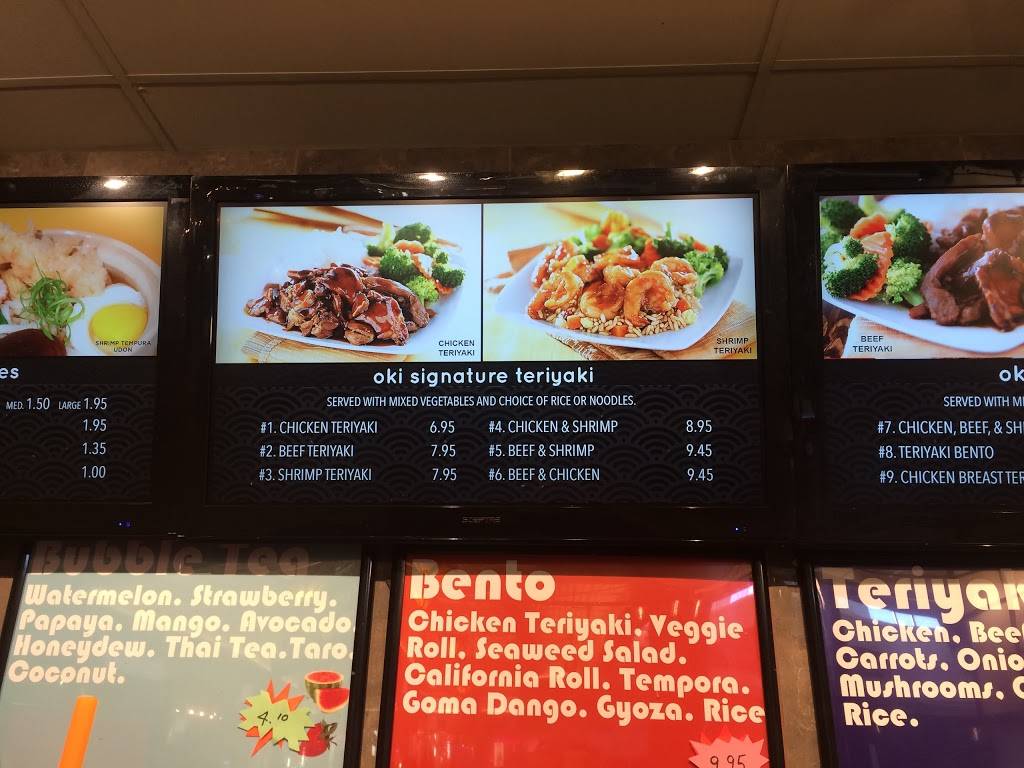 SHRIMP TEMPURA
UDON
es
MED. 1.50 LARGE 1.95
1.95
1.35
1.00
CHICKEN
TERIYAKI
SHRIMP
TERIYAKI
oki signature teriyaki
SERVED WITH MIXED VEGETABLES AND CHOICE OF RICE OR NOODLES.
#1. CHICKEN TERIYAKI 6.95
#2. BEEF TERIYAKI 7.95
#3. SHRIMP TERIYAKI 7.95
#4. CHICKEN & SHRIMP 8.95
#5. BEEF & SHRIMP 9.45
#6. BEEF & CHICKEN 9.45
SCEPTRE
BEEF
TERIYAKI
ok
SERVED WITH MI
#7. CHICKEN, BEEF, & SH
#8. TERIYAKI BENTO
#9. CHICKEN BREAST TER
Bubble Tea
Watermelon. Strawberry.
Papaya. Mango. Avocado.
Honeydew. Thai Tea. Taro.
Coconut.
4.10
Bento
Chicken Teriyaki. Veggie
Roll. Seaweed Salad.
California Roll. Tempora.
Goma Dango. Gyoza. Rice
9.95
Teriyak
Chicken. Bee
Carrots. Onio
Mushrooms. C
Rice.